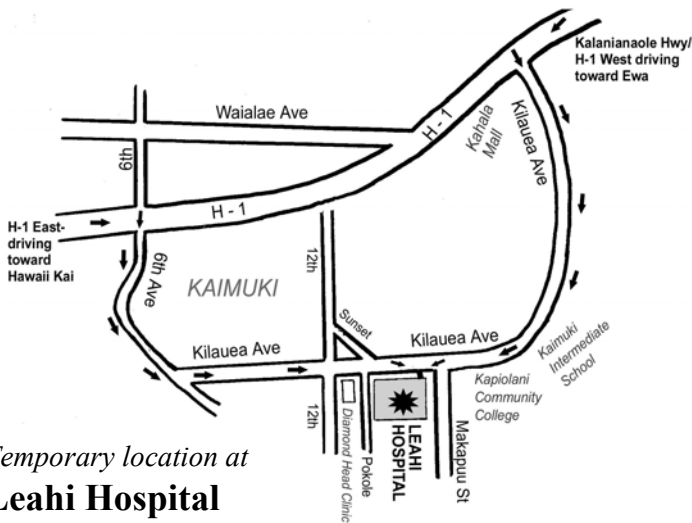 Kalanianaole Hwy/
H-1 West driving
toward Ewa
Waialae Ave
H - 1
Kahala
Mall
Kilauea Ave
6th
H - 1
H-1 East-
driving
toward
Hawaii Kai
6th Ave
KAIMUKI
12th
Sunset
Kilauea Ave
Kilauea Ave
Kaimuki
Intermediate
School
Kapiolani
Community
College
12th
Diamond Head Clinic
Pokole
LEAHI
HOSPITAL
Makapuu St
emporary location at
Leahi Hospital